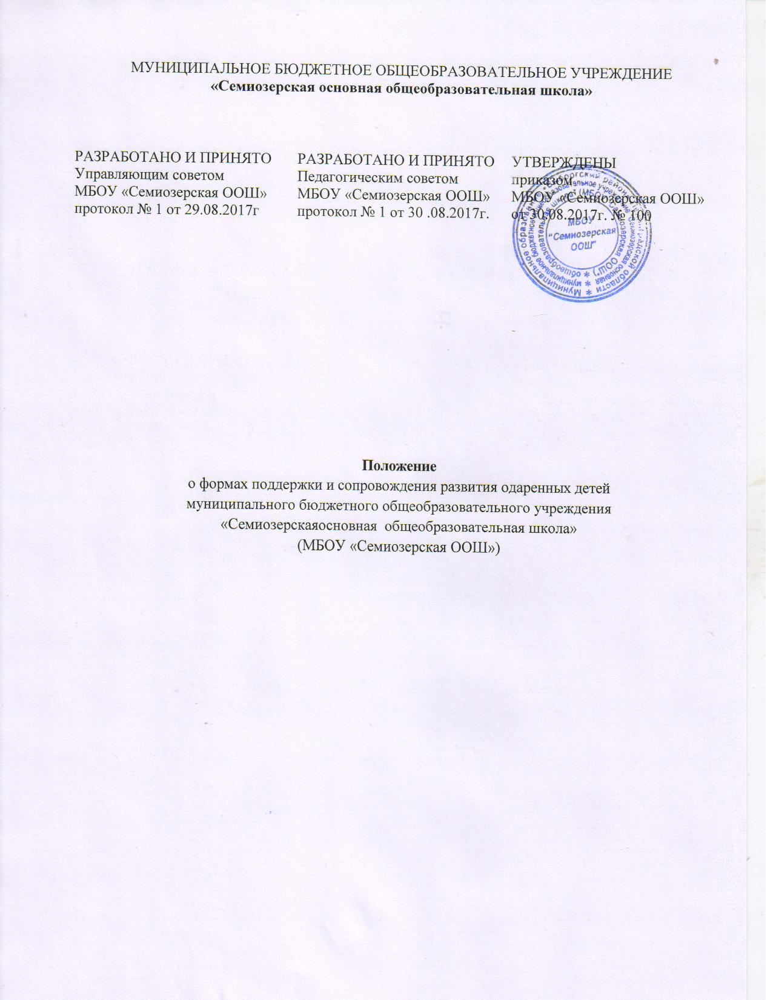 МУНИЦИПАЛЬНОЕ БЮДЖЕТНОЕ ОБЩЕОБРАЗОВАТЕЛЬНОЕ УЧРЕЖДЕНИЕ
«Семиозерская основная общеобразовательная школа»
РАЗРАБОТАНО И ПРИНЯТО
Управляющим советом
МБОУ «Семиозерская ООШ»
протокол № 1 от 29.08.2017г
РАЗРАБОТАНО И ПРИНЯТО
Педагогическим советом
МБОУ «Семиозерская ООШ»
протокол № 1 от 30 .08.2017г.
УТВЕРЖДЕНЫ
приказом
МБОУ «Семиозерская ООШ»
от 30.08.2017г. № 100
МБОУ
"Семиозерская
ООШ"
Положение
о формах поддержки и сопровождения развития одаренных детей
муниципального бюджетного общеобразовательного учреждения
«Семиозерскаяосновная  общеобразовательная школа»
(МБОУ «Семиозерская ООШ»)